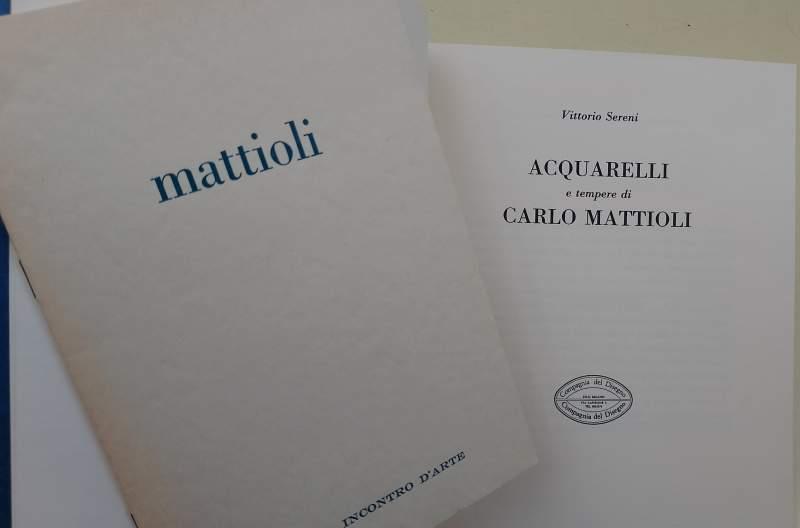 mattioli
INCONTRO D'ARTE
Vittorio Sereni
ACQUARELLI
e tempere di
CARLO MATTIOLI
Compagnia del Disegno
Compagnia del Disegno